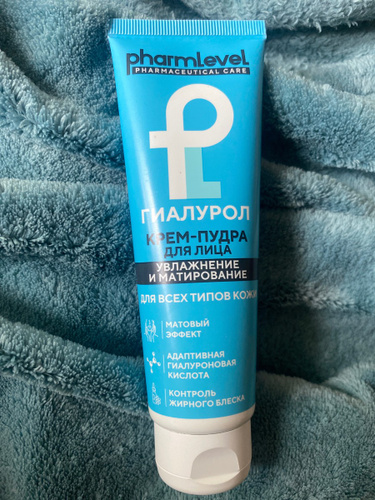 pharmlevel
PHARMACEUTICAL CARE
ГИАЛУРОЛ
КРЕМ-ПУДРА
ДЛЯ ЛИЦА
УВЛАЖНЕНИЕ
И МАТИРОВАНИЕ
ДЛЯ ВСЕХ ТИПОВ КОЖИ
МАТОВЫЙ
ЭФФЕКТ
АДАПТИВНАЯ
ГИАЛУРОНОВАЯ
КИСЛОТА
КОНТРОЛЬ
ЖИРНОГО БЛЕСКА